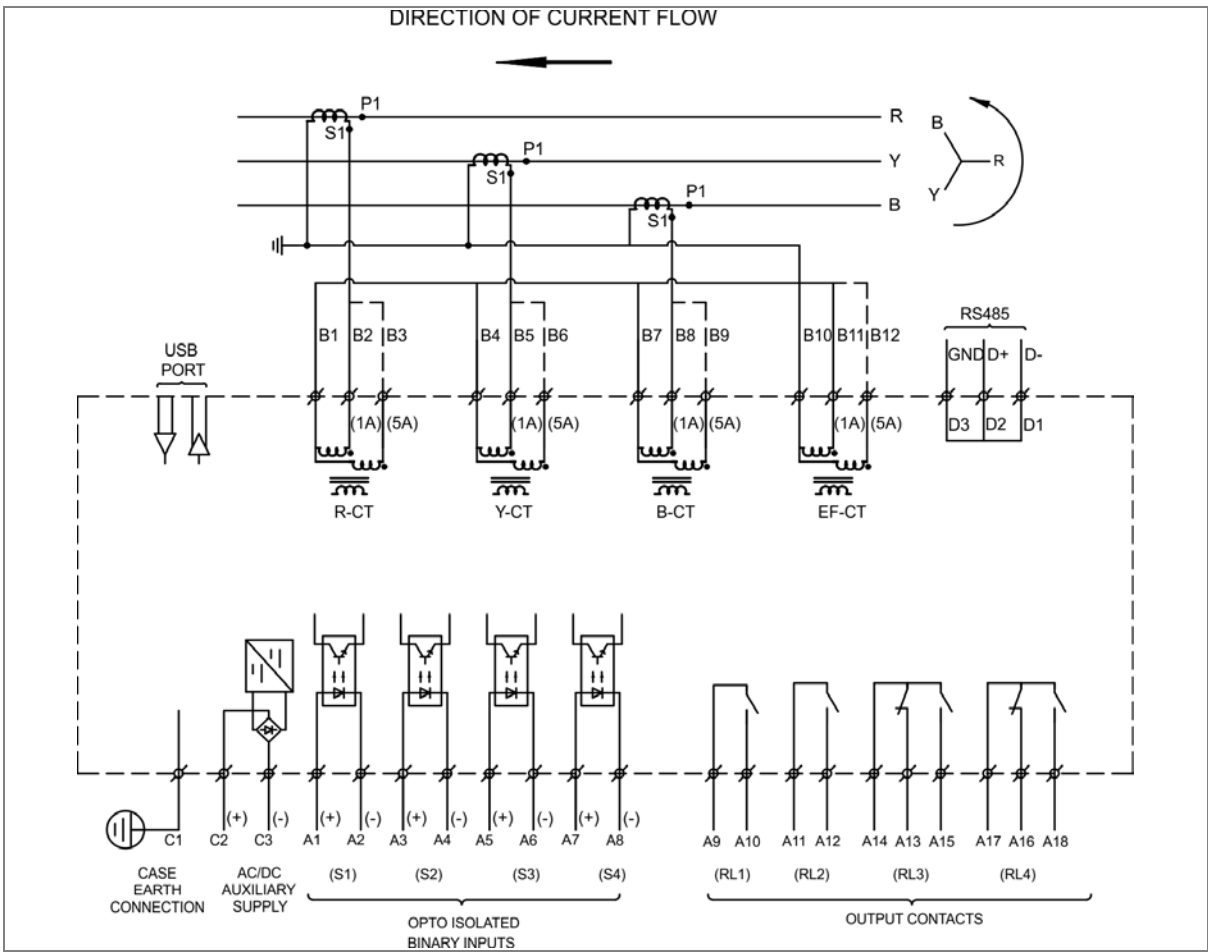 DIRECTION OF CURRENT FLOW
P1
S1
R
P1
S1
Y
P1
S1
B
B
R
Y
RS485
B1 B2 B3 B4 B5 B6 B7 B8 B9 B10 B11 B12
GND D+ D-
USB
PORT
(1A) (5A) (1A) (5A) (1A) (5A) (1A) (5A)
D3 D2 D1
R-CT Y-CT B-CT EF-CT
(+) (-) (+) (-) (+) (-) (+) (-) (+) (-)
C1 C2 C3 A1 A2 A3 A4 A5 A6 A7 A8 A9 A10 A11 A12 A14 A13 A15 A17 A16 A18
CASE
EARTH
CONNECTION
AC/DC
AUXILIARY
SUPPLY
(S1) (S2) (S3) (S4)
(RL1) (RL2) (RL3) (RL4)
OPTO ISOLATED
BINARY INPUTS
OUTPUT CONTACTS